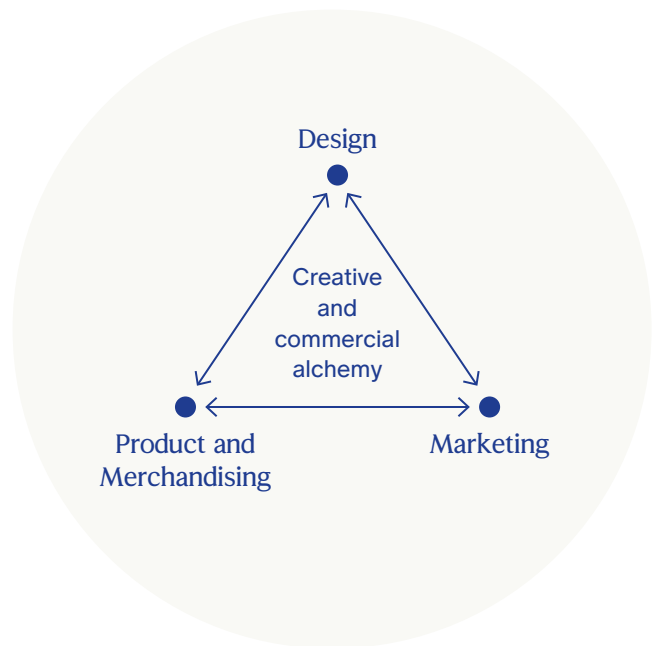 Design
Creative
and
commercial
alchemy
Product and
Merchandising
Marketing